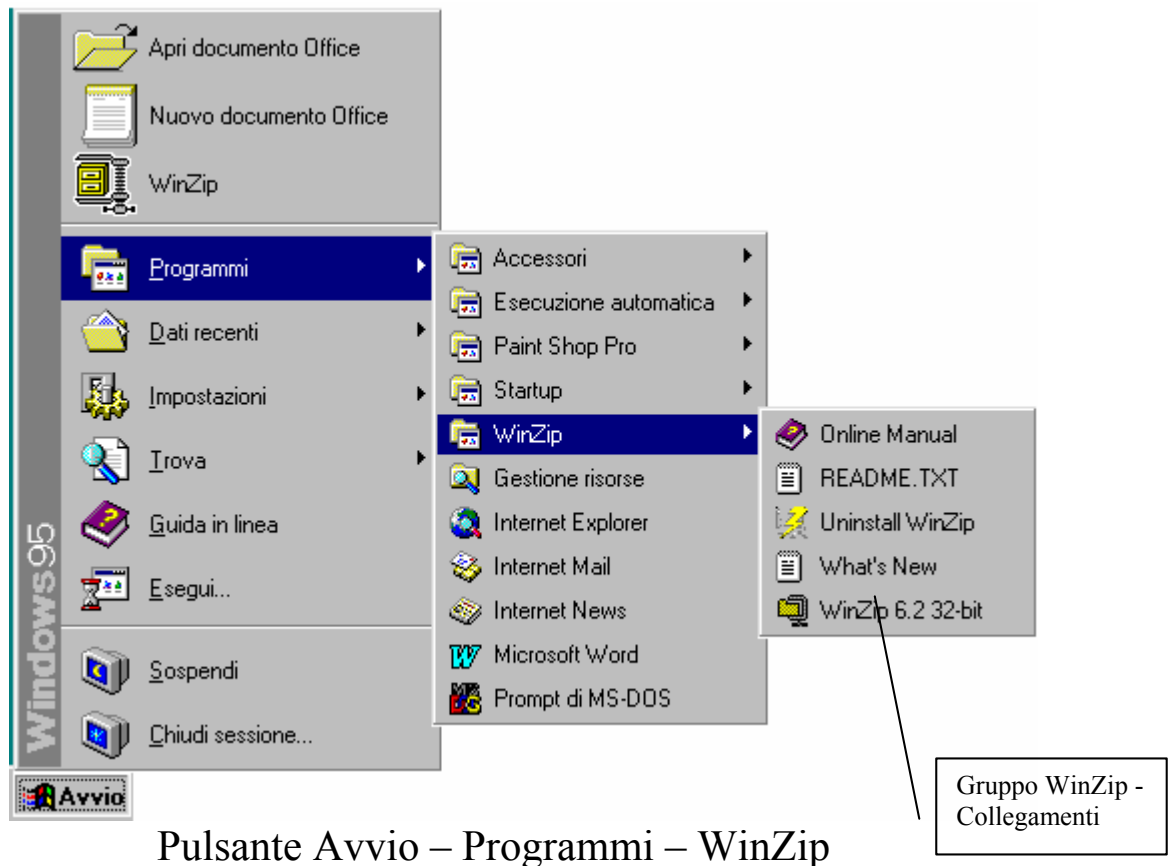 Apri documento Office
Nuovo documento Office
WinZip
Programmi
Dati recenti
Impostazioni
Trova
Guida in linea
Esegui...
Sospendi
Chiudi sessione...
Windows95
Avvio
Accessori
Esecuzione automatica
Paint Shop Pro
Startup
WinZip
Gestione risorse
Internet Explorer
Internet Mail
Internet News
Microsoft Word
Prompt di MS-DOS
Online Manual
README.TXT
Uninstall WinZip
What's New
WinZip 6.2 32-bit
Gruppo WinZip -
Collegamenti
Pulsante Avvio – Programmi – WinZip